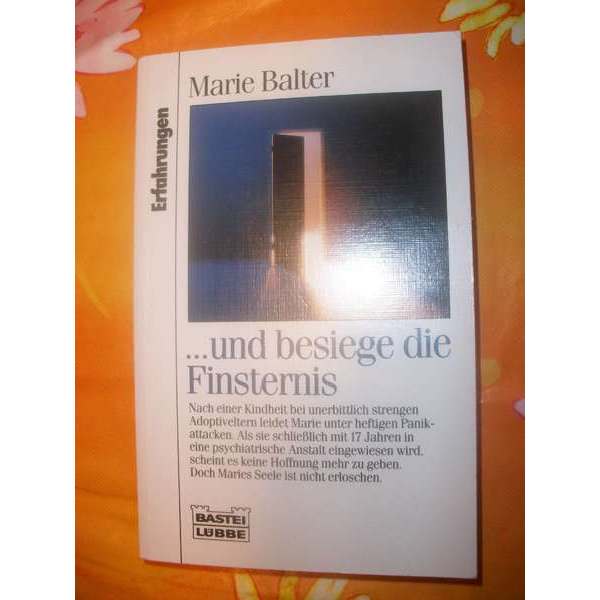 Marie Balter
Erfahrungen
...und besiege die
Finsternis
Nach einer Kindheit bei unerbittlich strengen
Adoptiveltern leidet Marie unter heftigen Panik-
attacken. Als sie schließlich mit 17 Jahren in
eine psychiatrische Anstalt eingewiesen wird,
scheint es keine Hoffnung mehr zu geben.
Doch Maries Seele ist nicht erloschen.
BASTEI
LÜBBE